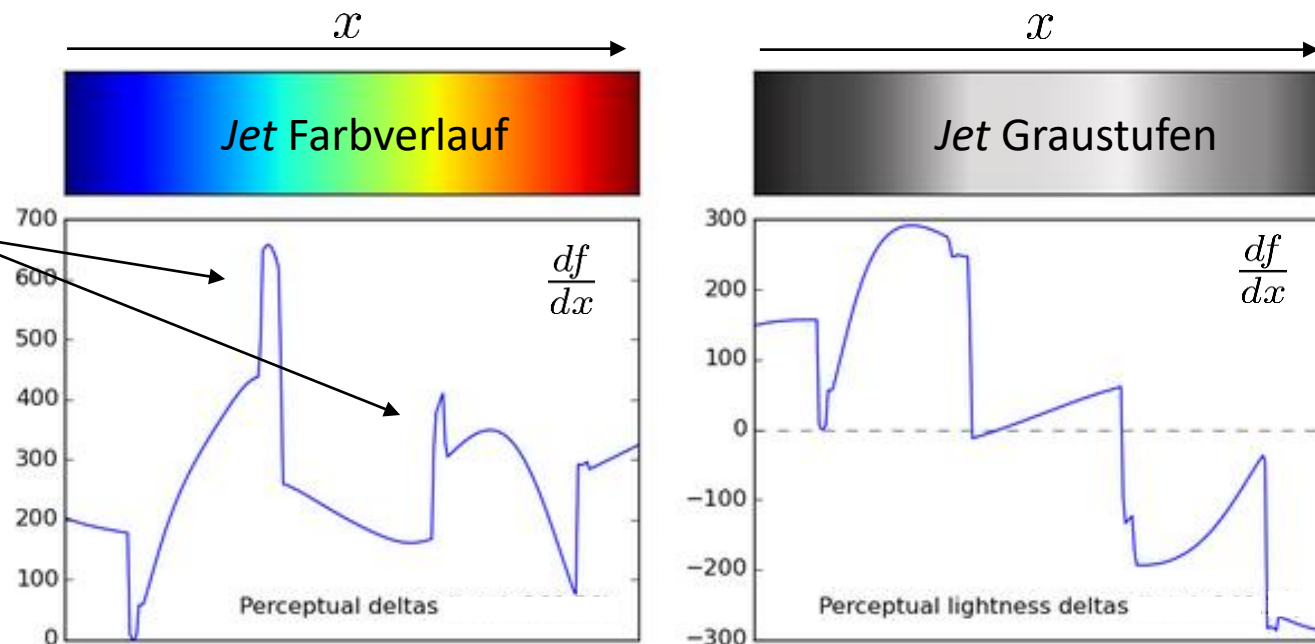 x
x
Jet Farbverlauf
Jet Graustufen
700
600
500
400
300
200
100
0
df
dx
Perceptual deltas
300
200
100
0
−100
−200
−300
df
dx
Perceptual lightness deltas